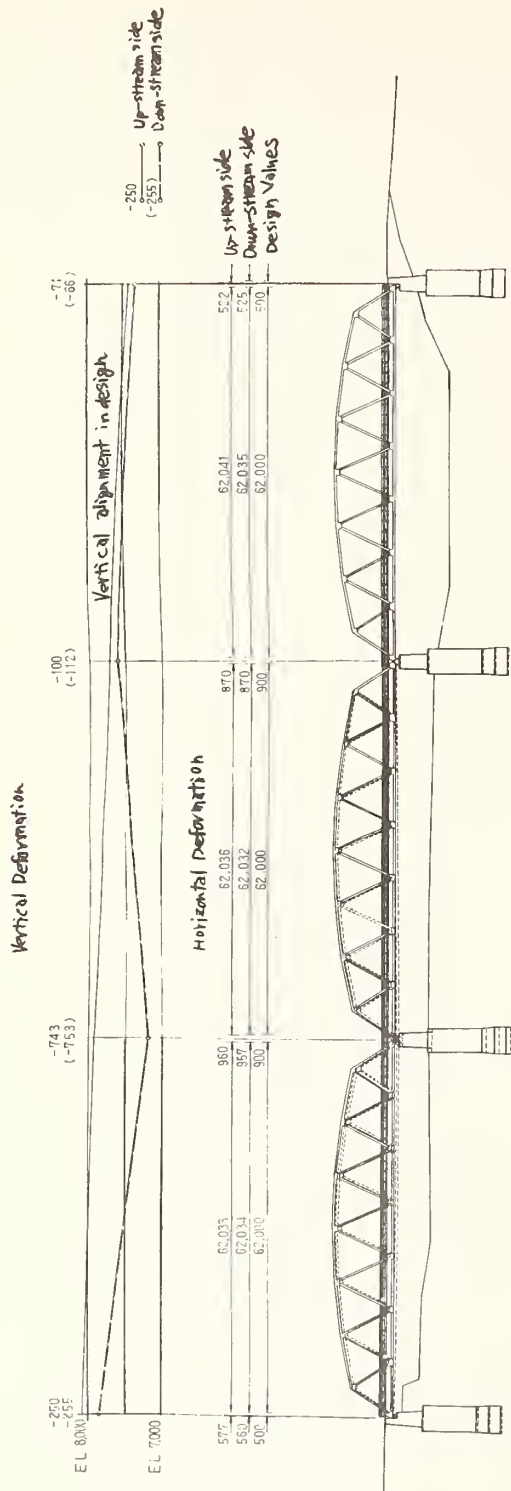 Vertical Deformation
-250
-255
-743
(-753)
-100
(-112)
-71
(-66)
EL 8,000
EL 7,000
Vertical alignment in design
-250 Up-stream side
(-255) Down-stream side
Horizontal Deformation
577 960 62,036 870 62,041 522 Up-stream side
560 62,034 957 62,032 870 62,035 525 Down-stream side
500 62,000 900 62,000 900 62,000 500 Design Values